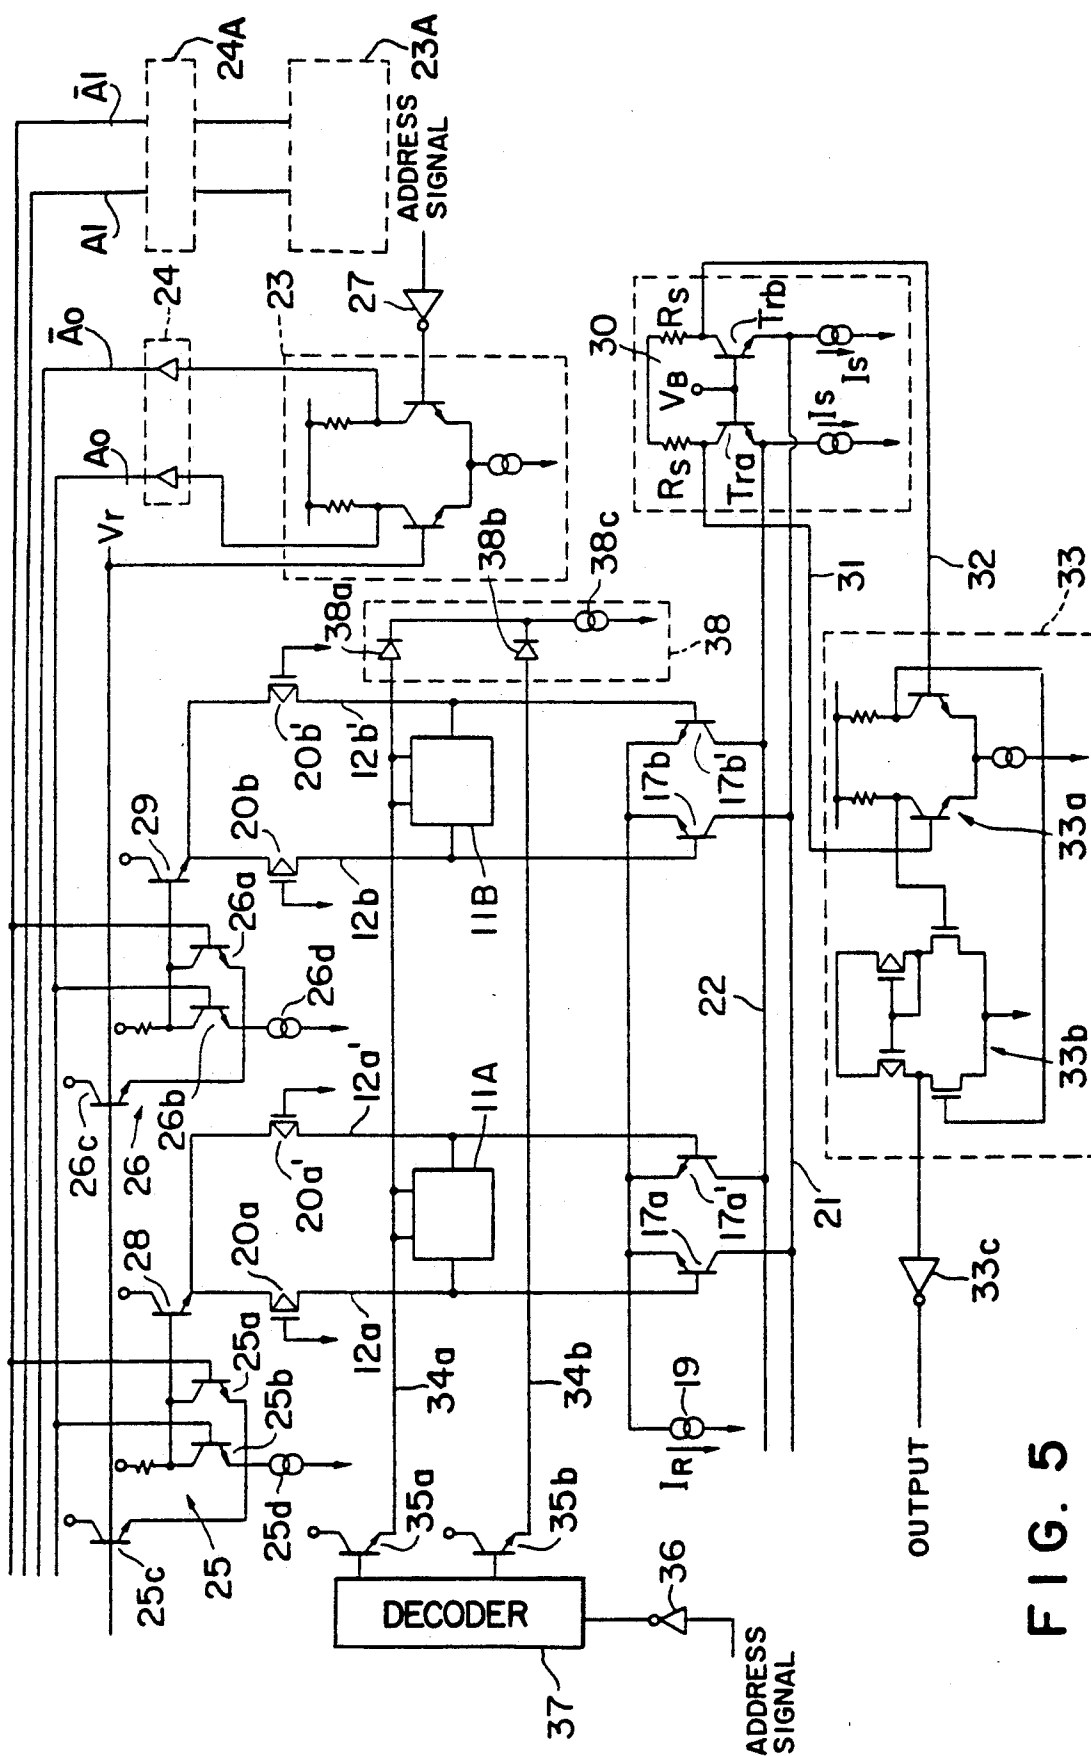 24A
23A
Ā1
A1
ADDRESS
SIGNAL
24
23
27
Āo
Ao
Vr
38a
38b
38c
38
30
Rs
Trb
VB
Is
Is
Rs
Tra
31
32
33
29
20b
20b'
12b'
12b
26a
26d
26b
26c
26
11B
17b
17b'
22
21
33a
33b
33c
28
20a
20a'
12a'
12a
11A
17a
17a'
25a
25b
25d
25c
25
34a
34b
19
IR
35a
35b
36
DECODER
37
ADDRESS
SIGNAL
OUTPUT
FIG. 5